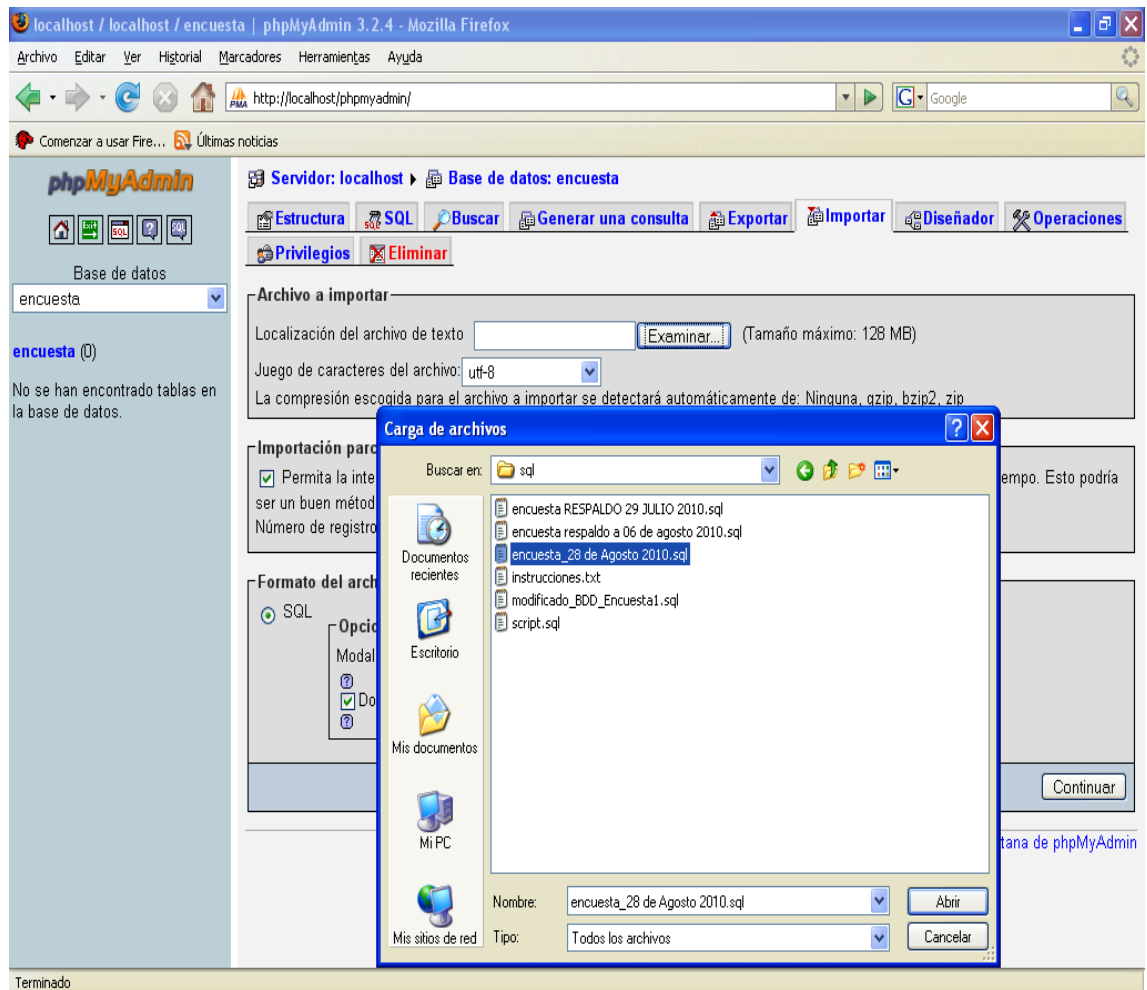 localhost / localhost / encuesta | phpMyAdmin 3.2.4 - Mozilla Firefox
Archivo Editar Ver Historial Marcadores Herramientas Ayuda
PMA http://localhost/phpmyadmin/ G Google
Comenzar a usar Fire... Últimas noticias
phpMyAdmin
EXIT SQL ? SQL
Base de datos
encuesta
encuesta (0)
No se han encontrado tablas en
la base de datos.
Servidor: localhost Base de datos: encuesta
Estructura SQL Buscar Generar una consulta Exportar Importar Diseñador Operaciones
Privilegios Eliminar
Archivo a importar
Localización del archivo de texto Examinar... (Tamaño máximo: 128 MB)
Juego de caracteres del archivo: utf-8
La compresión escogida para el archivo a importar se detectará automáticamente de: Ninguna, gzip, bzip2, zip
Importación parc
Permita la inte empo. Esto podría
ser un buen métod
Número de registro
Formato del arch
SQL
Opcio
Modal
?
Do
?
Continuar
tana de phpMyAdmin
Carga de archivos
Buscar en: sql
Documentos
recientes
Escritorio
Mis documentos
Mi PC
Mis sitios de red
encuesta RESPALDO 29 JULIO 2010.sql
encuesta respaldo a 06 de agosto 2010.sql
encuesta_28 de Agosto 2010.sql
instrucciones.txt
modificado_BDD_Encuesta1.sql
script.sql
Nombre: encuesta_28 de Agosto 2010.sql Abrir
Tipo: Todos los archivos Cancelar
Terminado